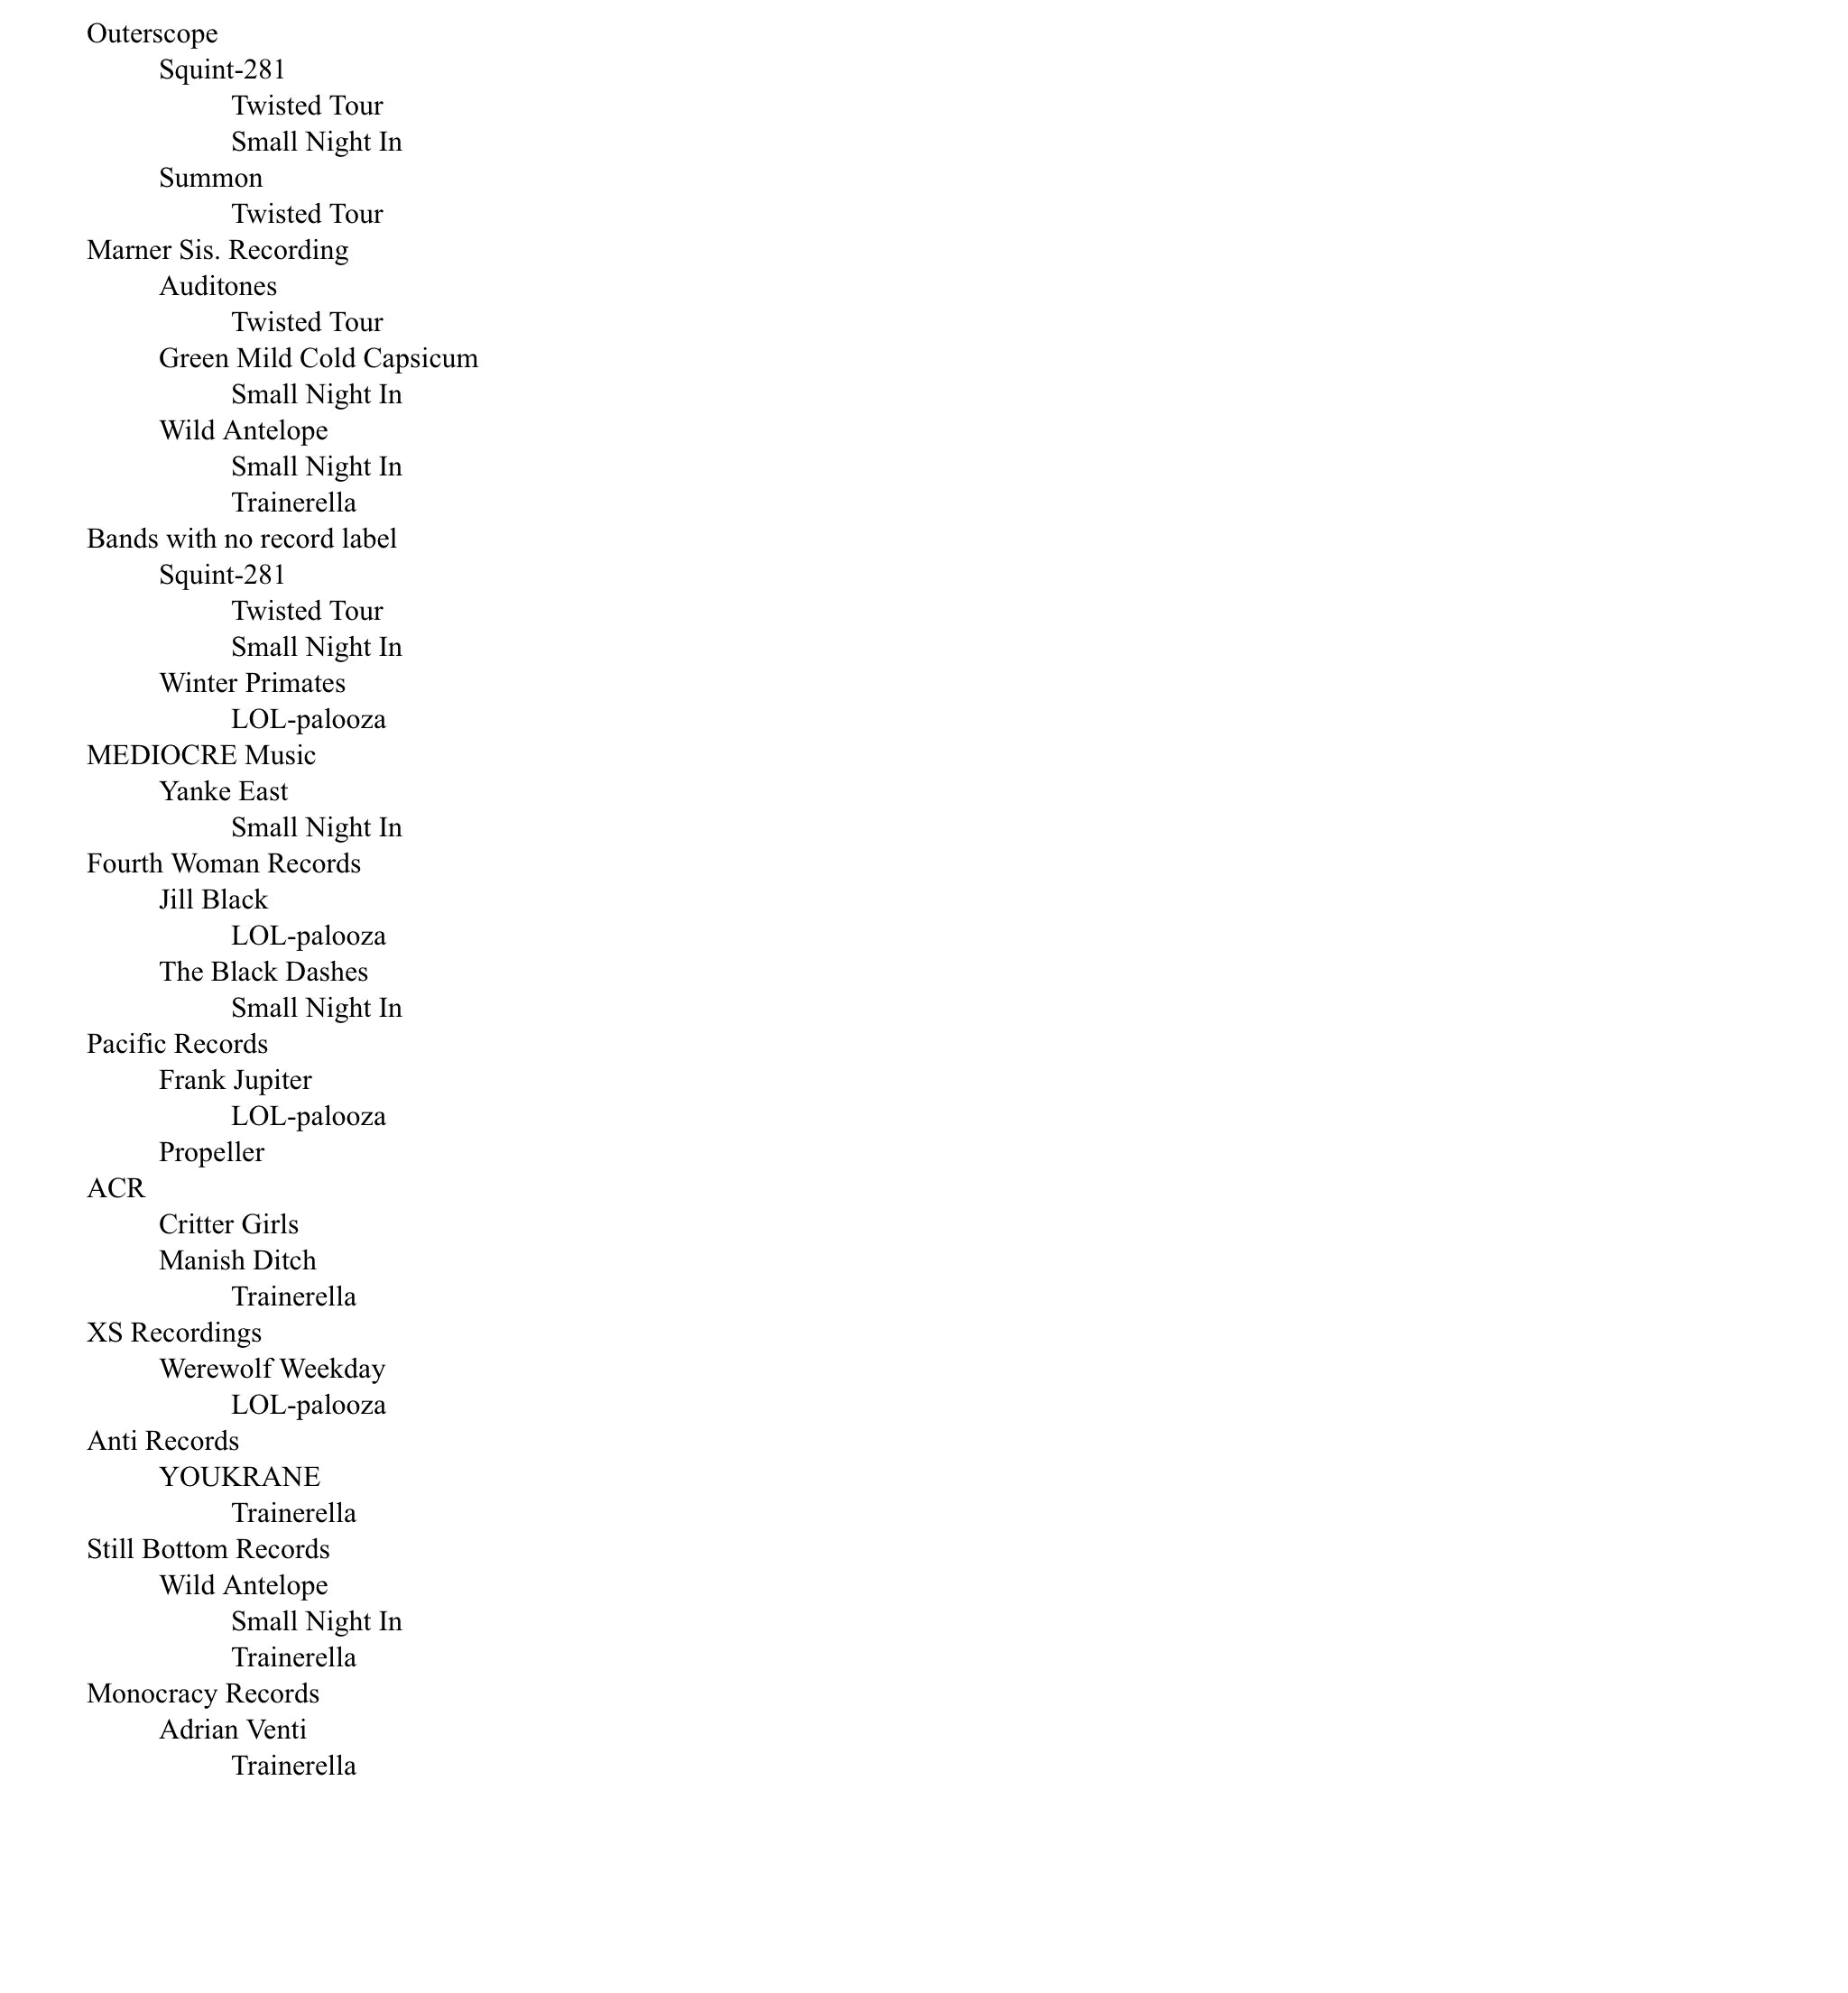 Outerscope
Squint-281
Twisted Tour
Small Night In
Summon
Twisted Tour
Marner Sis. Recording
Auditones
Twisted Tour
Green Mild Cold Capsicum
Small Night In
Wild Antelope
Small Night In
Trainerella
Bands with no record label
Squint-281
Twisted Tour
Small Night In
Winter Primates
LOL-palooza
MEDIOCRE Music
Yanke East
Small Night In
Fourth Woman Records
Jill Black
LOL-palooza
The Black Dashes
Small Night In
Pacific Records
Frank Jupiter
LOL-palooza
Propeller
ACR
Critter Girls
Manish Ditch
Trainerella
XS Recordings
Werewolf Weekday
LOL-palooza
Anti Records
YOUKRANE
Trainerella
Still Bottom Records
Wild Antelope
Small Night In
Trainerella
Monocracy Records
Adrian Venti
Trainerella